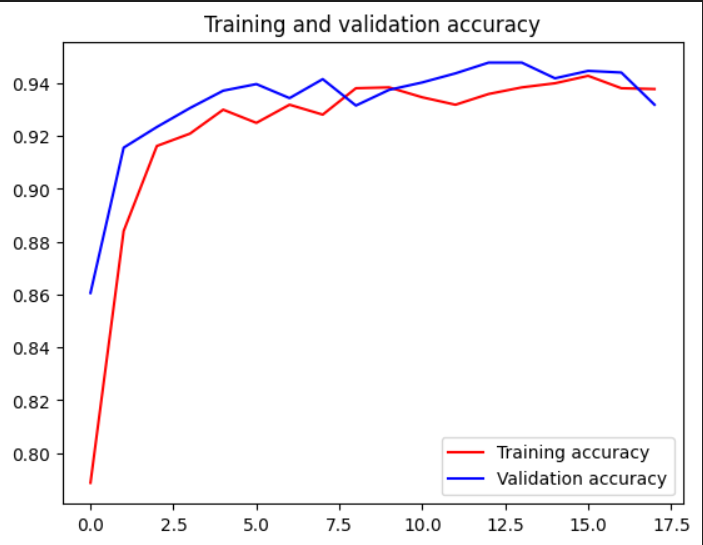 Training and validation accuracy
0.94
0.92
0.90
0.88
0.86
0.84
0.82
0.80
Training accuracy
Validation accuracy
0.0 2.5 5.0 7.5 10.0 12.5 15.0 17.5